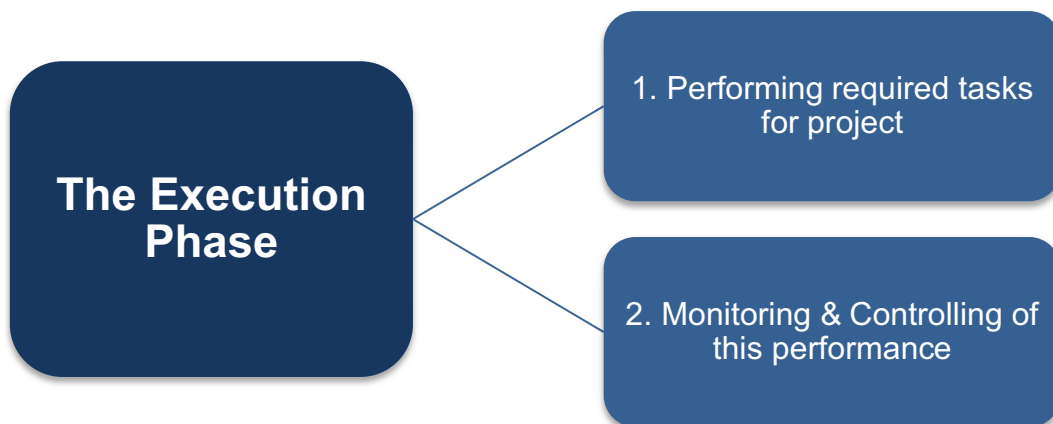 The Execution
Phase
1. Performing required tasks
for project
2. Monitoring & Controlling of
this performance